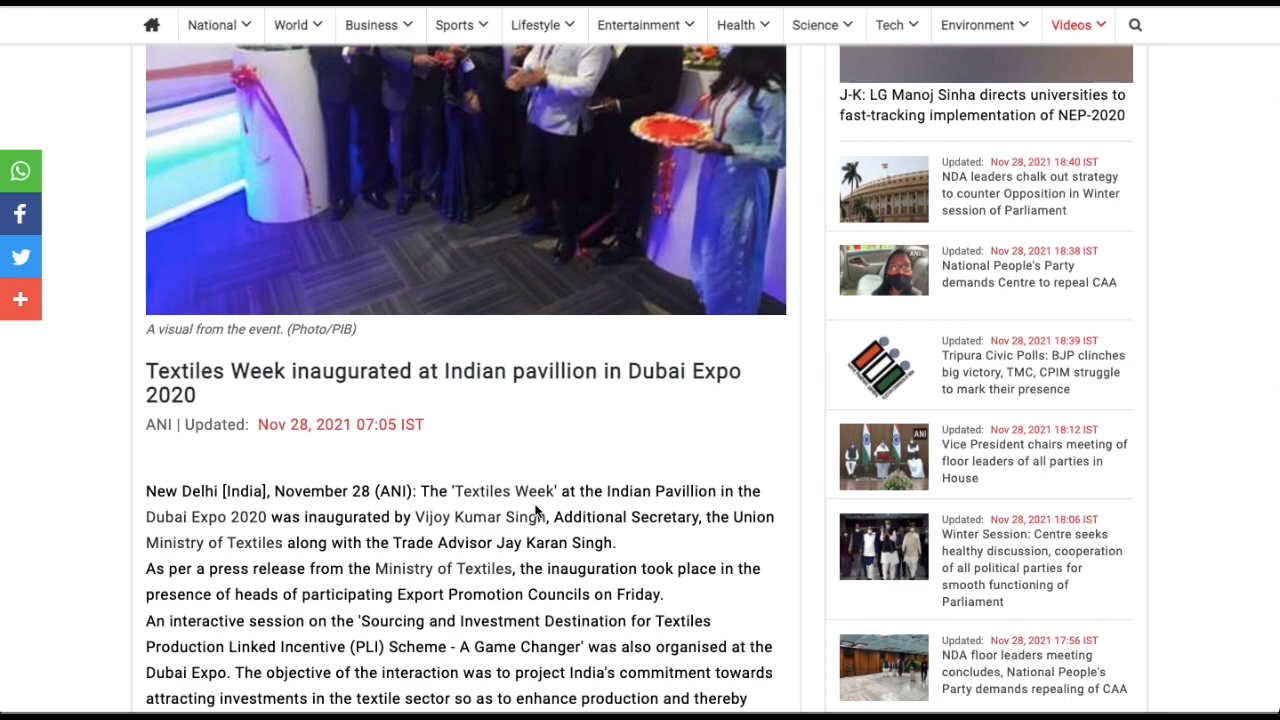 National
World
Business
Sports
Lifestyle
Entertainment
Health
Science
Tech
Environment
Videos
A visual from the event. (Photo/PIB)
Textiles Week inaugurated at Indian pavillion in Dubai Expo
2020
ANI | Updated: Nov 28, 2021 07:05 IST
New Delhi [India], November 28 (ANI): The 'Textiles Week' at the Indian Pavillion in the
Dubai Expo 2020 was inaugurated by Vijoy Kumar Singh, Additional Secretary, the Union
Ministry of Textiles along with the Trade Advisor Jay Karan Singh.
As per a press release from the Ministry of Textiles, the inauguration took place in the
presence of heads of participating Export Promotion Councils on Friday.
An interactive session on the 'Sourcing and Investment Destination for Textiles
Production Linked Incentive (PLI) Scheme - A Game Changer' was also organised at the
Dubai Expo. The objective of the interaction was to project India's commitment towards
attracting investments in the textile sector so as to enhance production and thereby
J-K: LG Manoj Sinha directs universities to
fast-tracking implementation of NEP-2020
Updated: Nov 28, 2021 18:40 IST
NDA leaders chalk out strategy
to counter Opposition in Winter
session of Parliament
ANI
Updated: Nov 28, 2021 18:38 IST
National People's Party
demands Centre to repeal CAA
Updated: Nov 28, 2021 18:39 IST
Tripura Civic Polls: BJP clinches
big victory, TMC, CPIM struggle
to mark their presence
ANI
Updated: Nov 28, 2021 18:12 IST
Vice President chairs meeting of
floor leaders of all parties in
House
Updated: Nov 28, 2021 18:06 IST
Winter Session: Centre seeks
healthy discussion, cooperation
of all political parties for
smooth functioning of
Parliament
Updated: Nov 28, 2021 17:56 IST
NDA floor leaders meeting
concludes, National People's
Party demands repealing of CAA